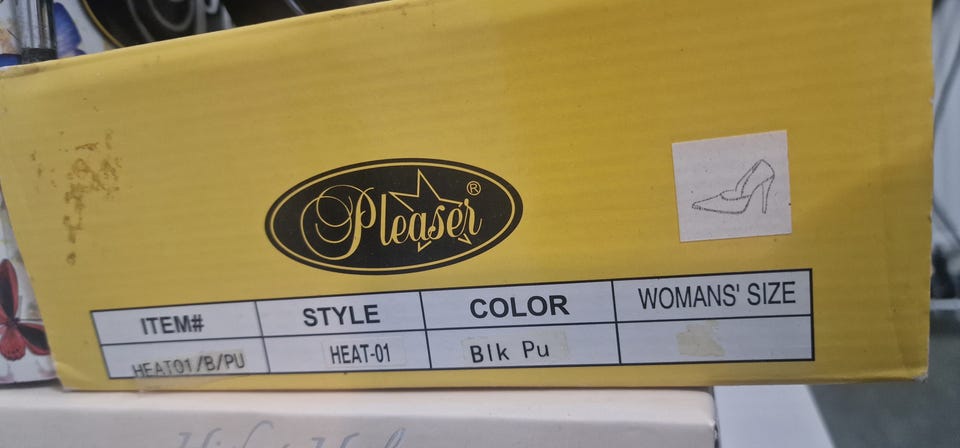 Pleaser®
ITEM# STYLE COLOR WOMANS' SIZE
HEAT01/B/PU HEAT-01 Blk Pu